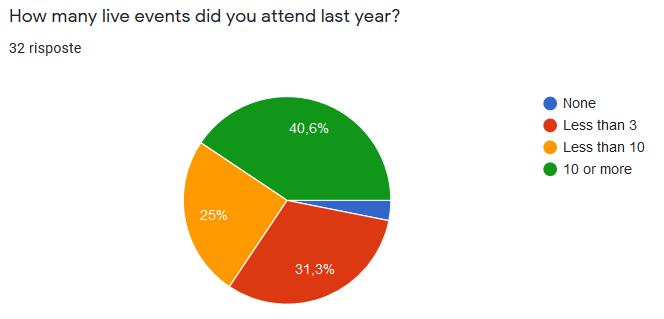 How many live events did you attend last year?
32 risposte
None
Less than 3
Less than 10
10 or more
40,6%
25%
31,3%